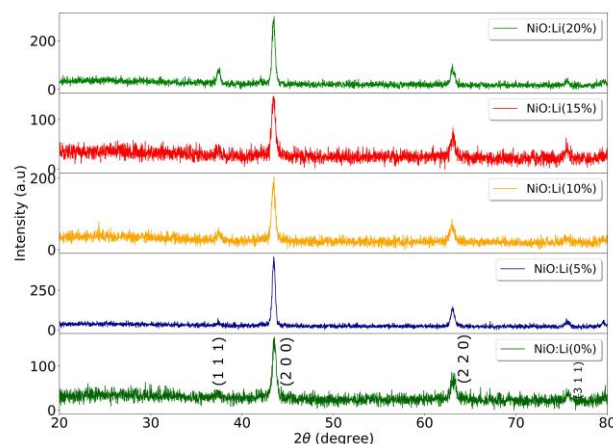 300
0
NiO:Li(20%)
100
0
NiO:Li(15%)
200
0
NiO:Li(10%)
Intensity (a.u)
250
0
NiO:Li(5%)
100
0
NiO:Li(0%)
(1 1 1)
(2 0 0)
(2 2 0)
(3 1 1)
20 30 40 50 60 70 80
2θ (degree)